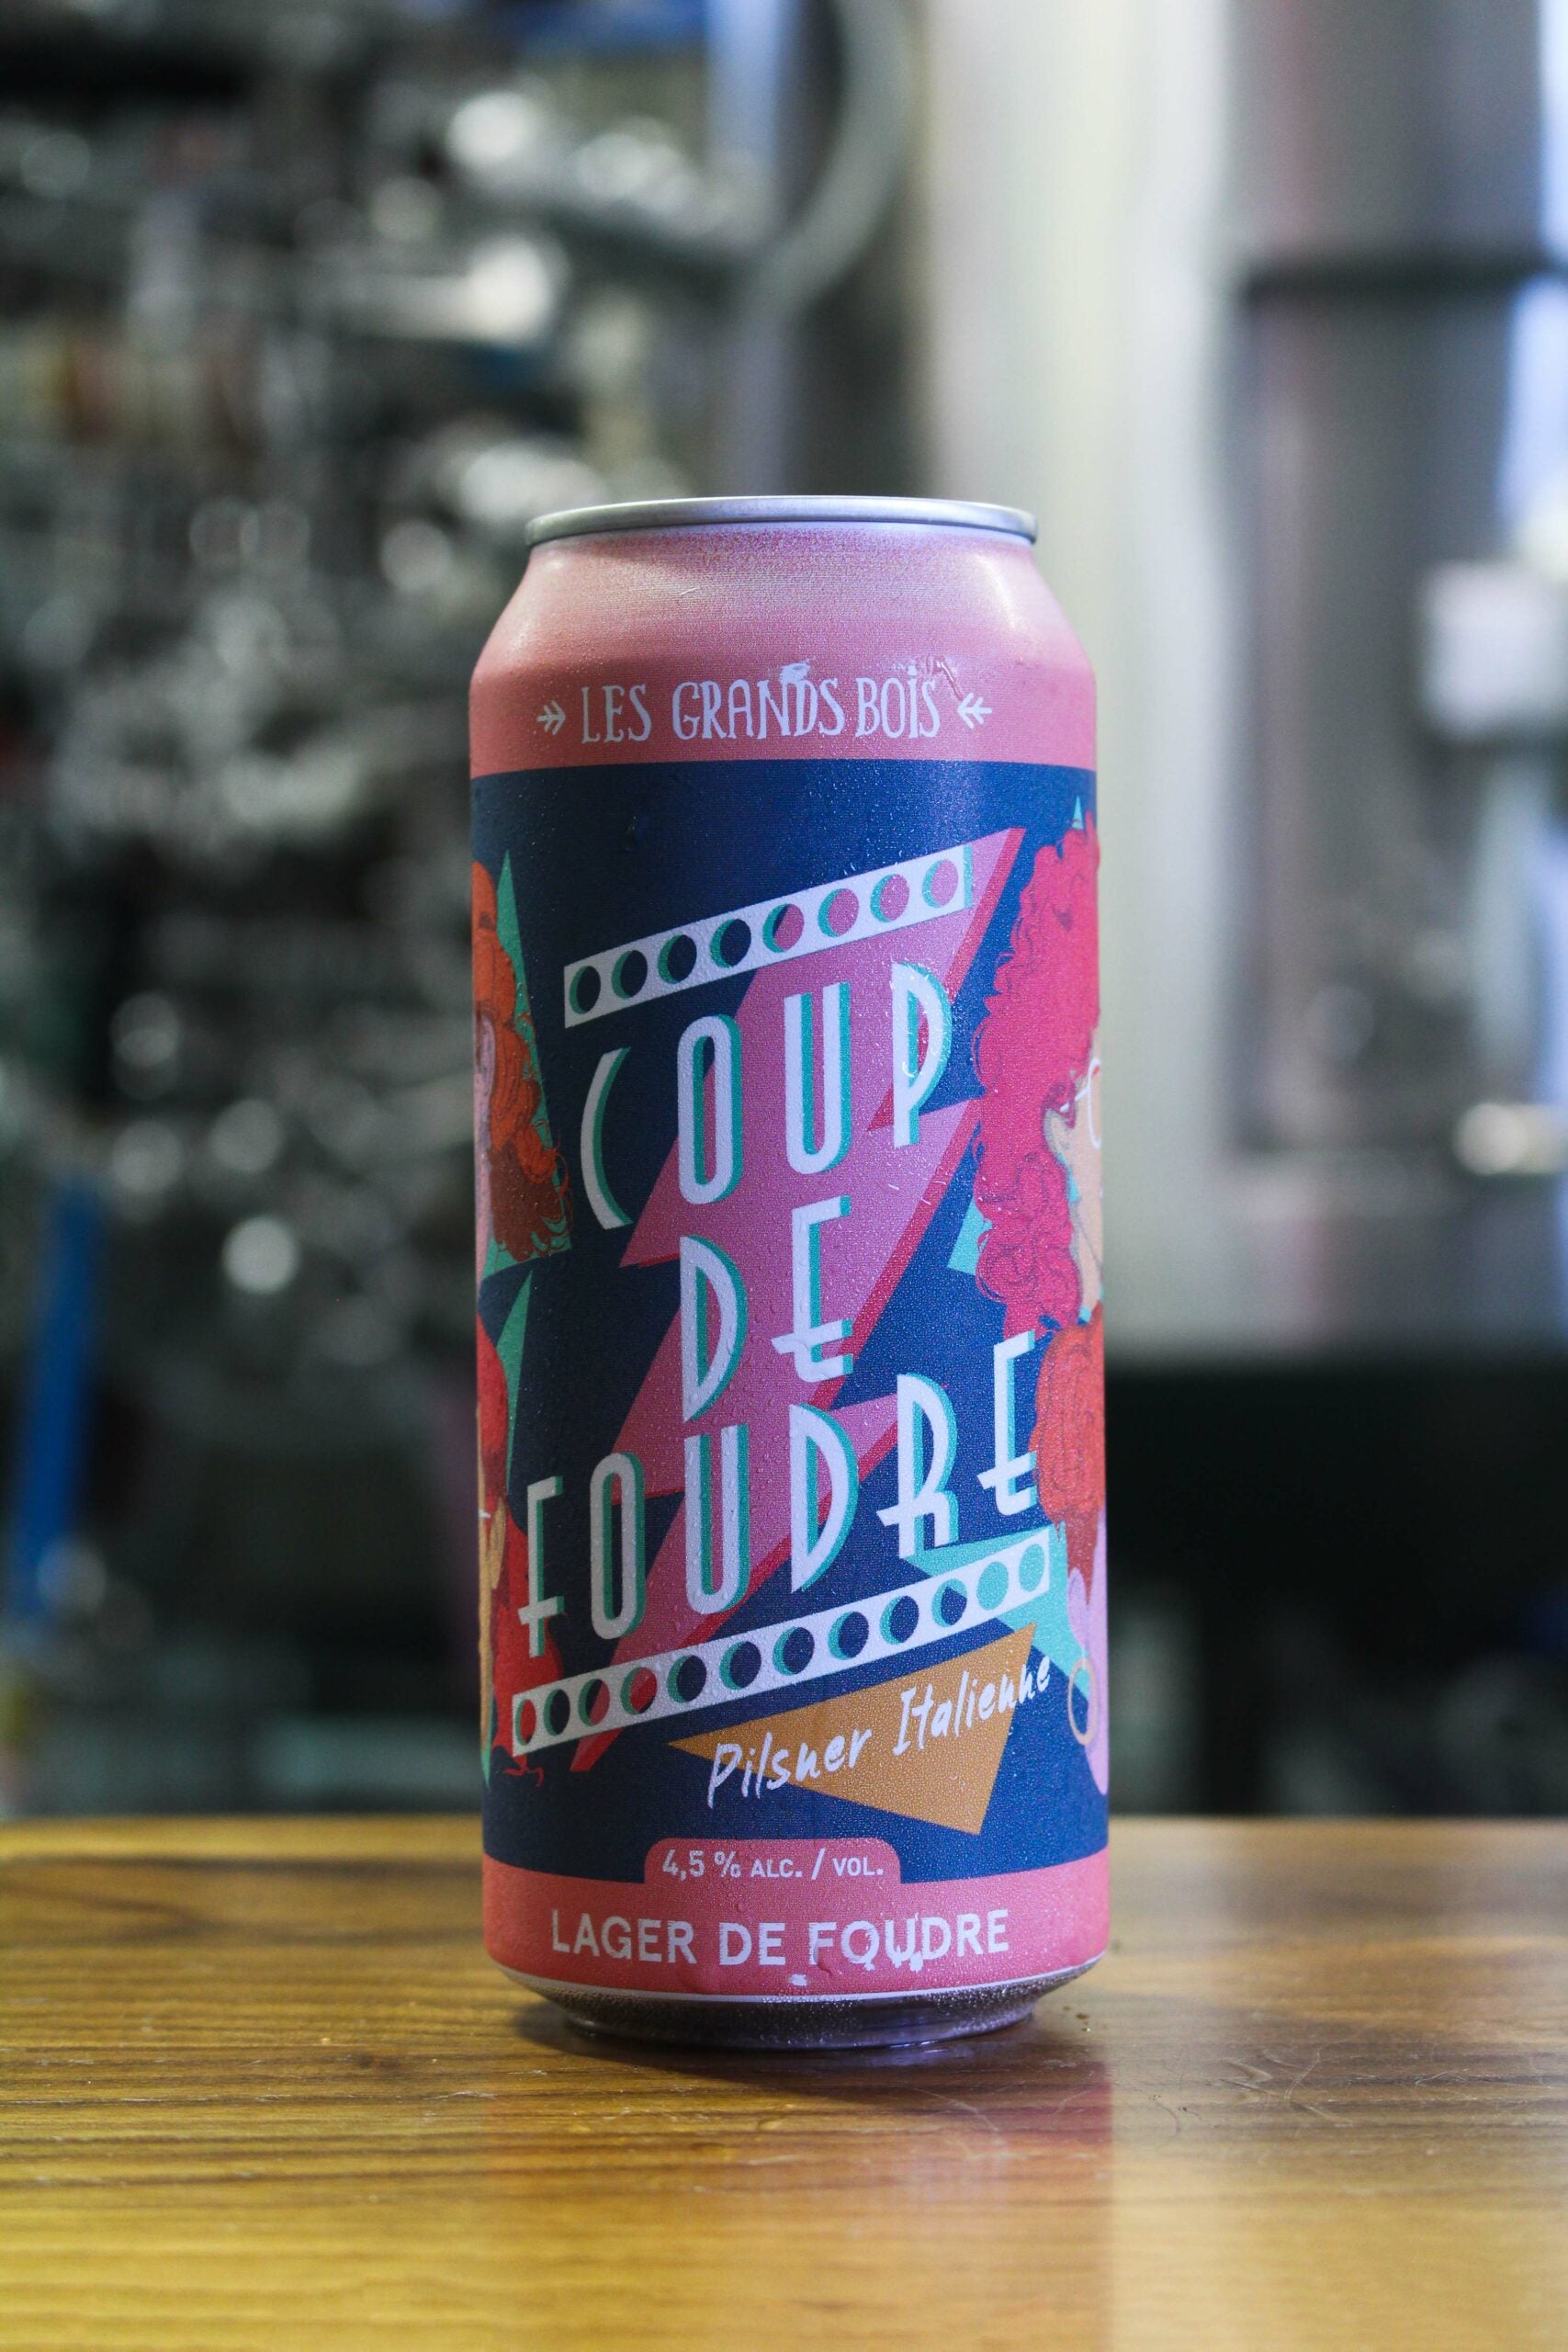 LES GRANDS BOIS
COUP
DE
FOUDRE
Pilsner Italienne
4,5 % ALC. / VOL.
LAGER DE FOUDRE